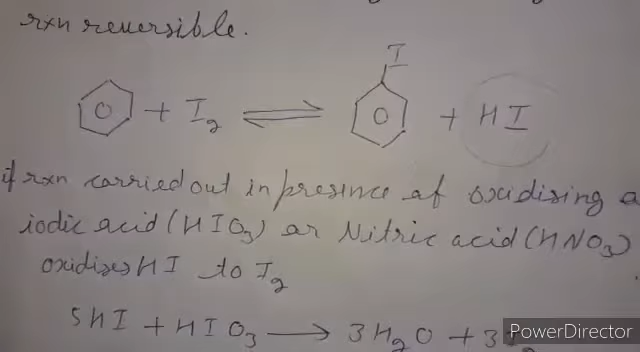 rxn reversible.
I
+ I2 ⇌ + HI
if rxn carried out in presence of oxidising a
iodic acid (HIO3) or Nitric acid (HNO3)
oxidises HI to I2
5HI + HIO3 → 3H2O + 3
PowerDirector